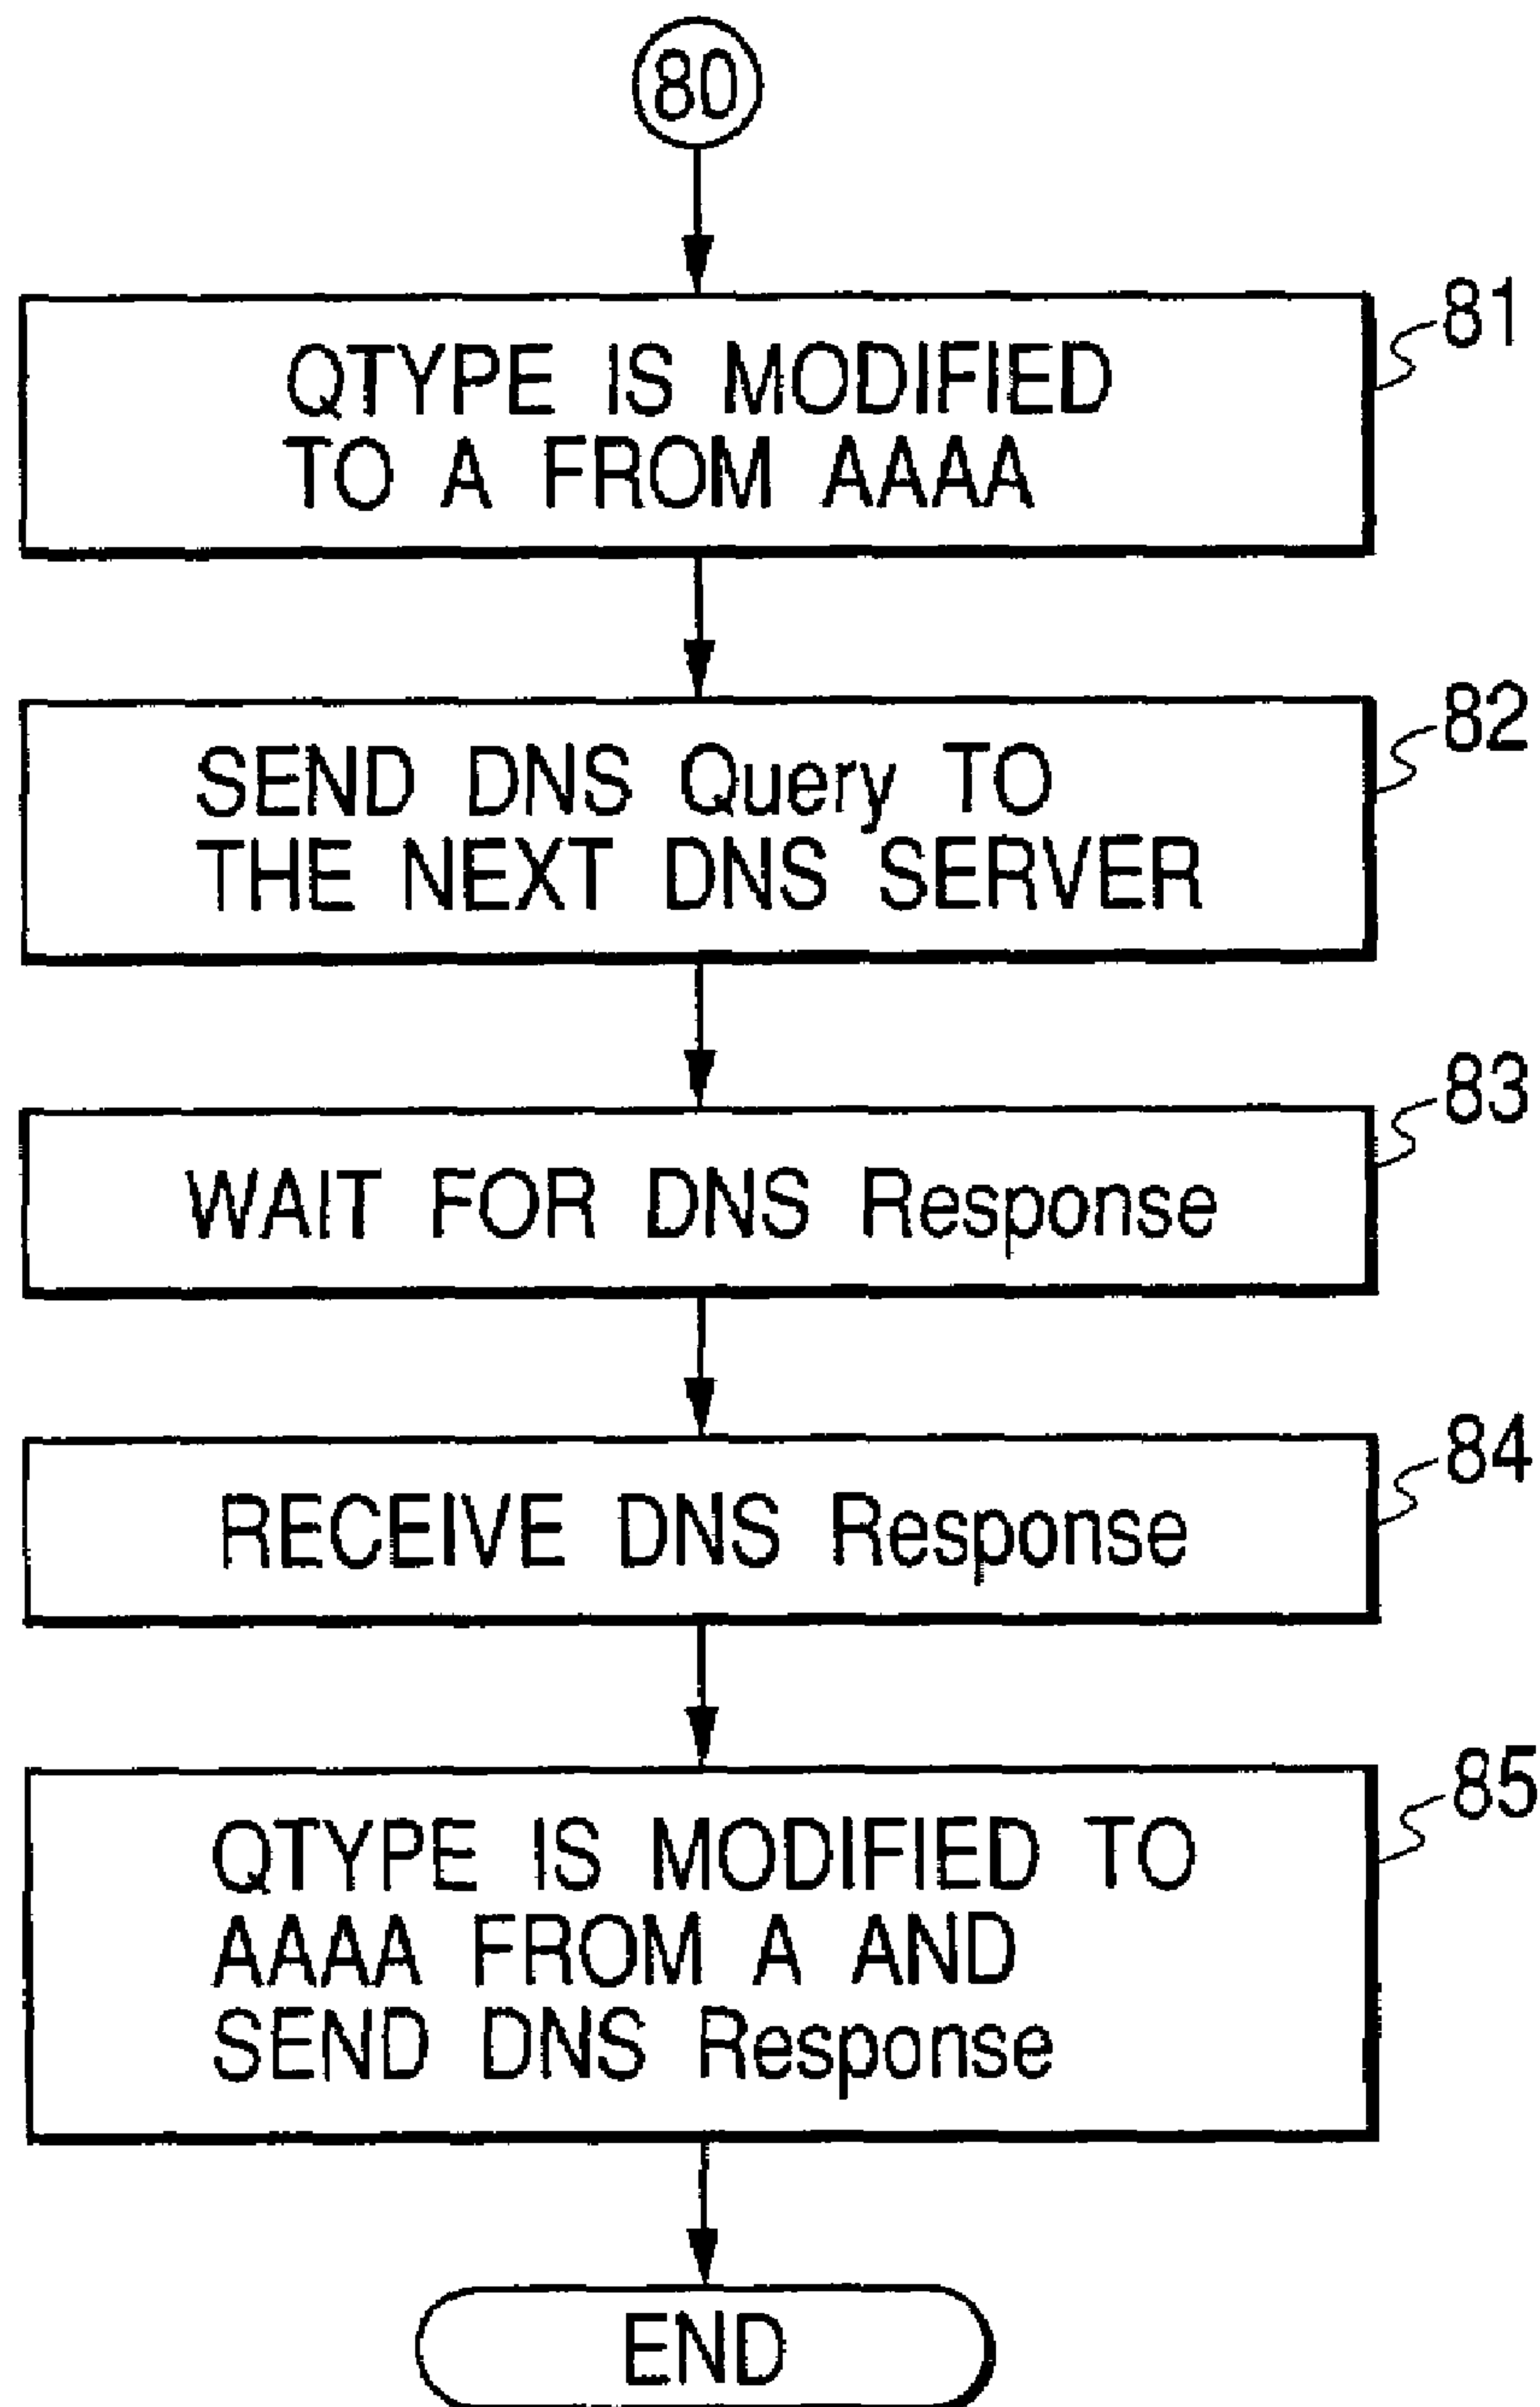 80
81
QTYPE IS MODIFIED
TO A FROM AAAA
82
SEND DNS Query TO
THE NEXT DNS SERVER
83
WAIT FOR DNS Response
84
RECEIVE DNS Response
85
QTYPE IS MODIFIED TO
AAAA FROM A AND
SEND DNS Response
END